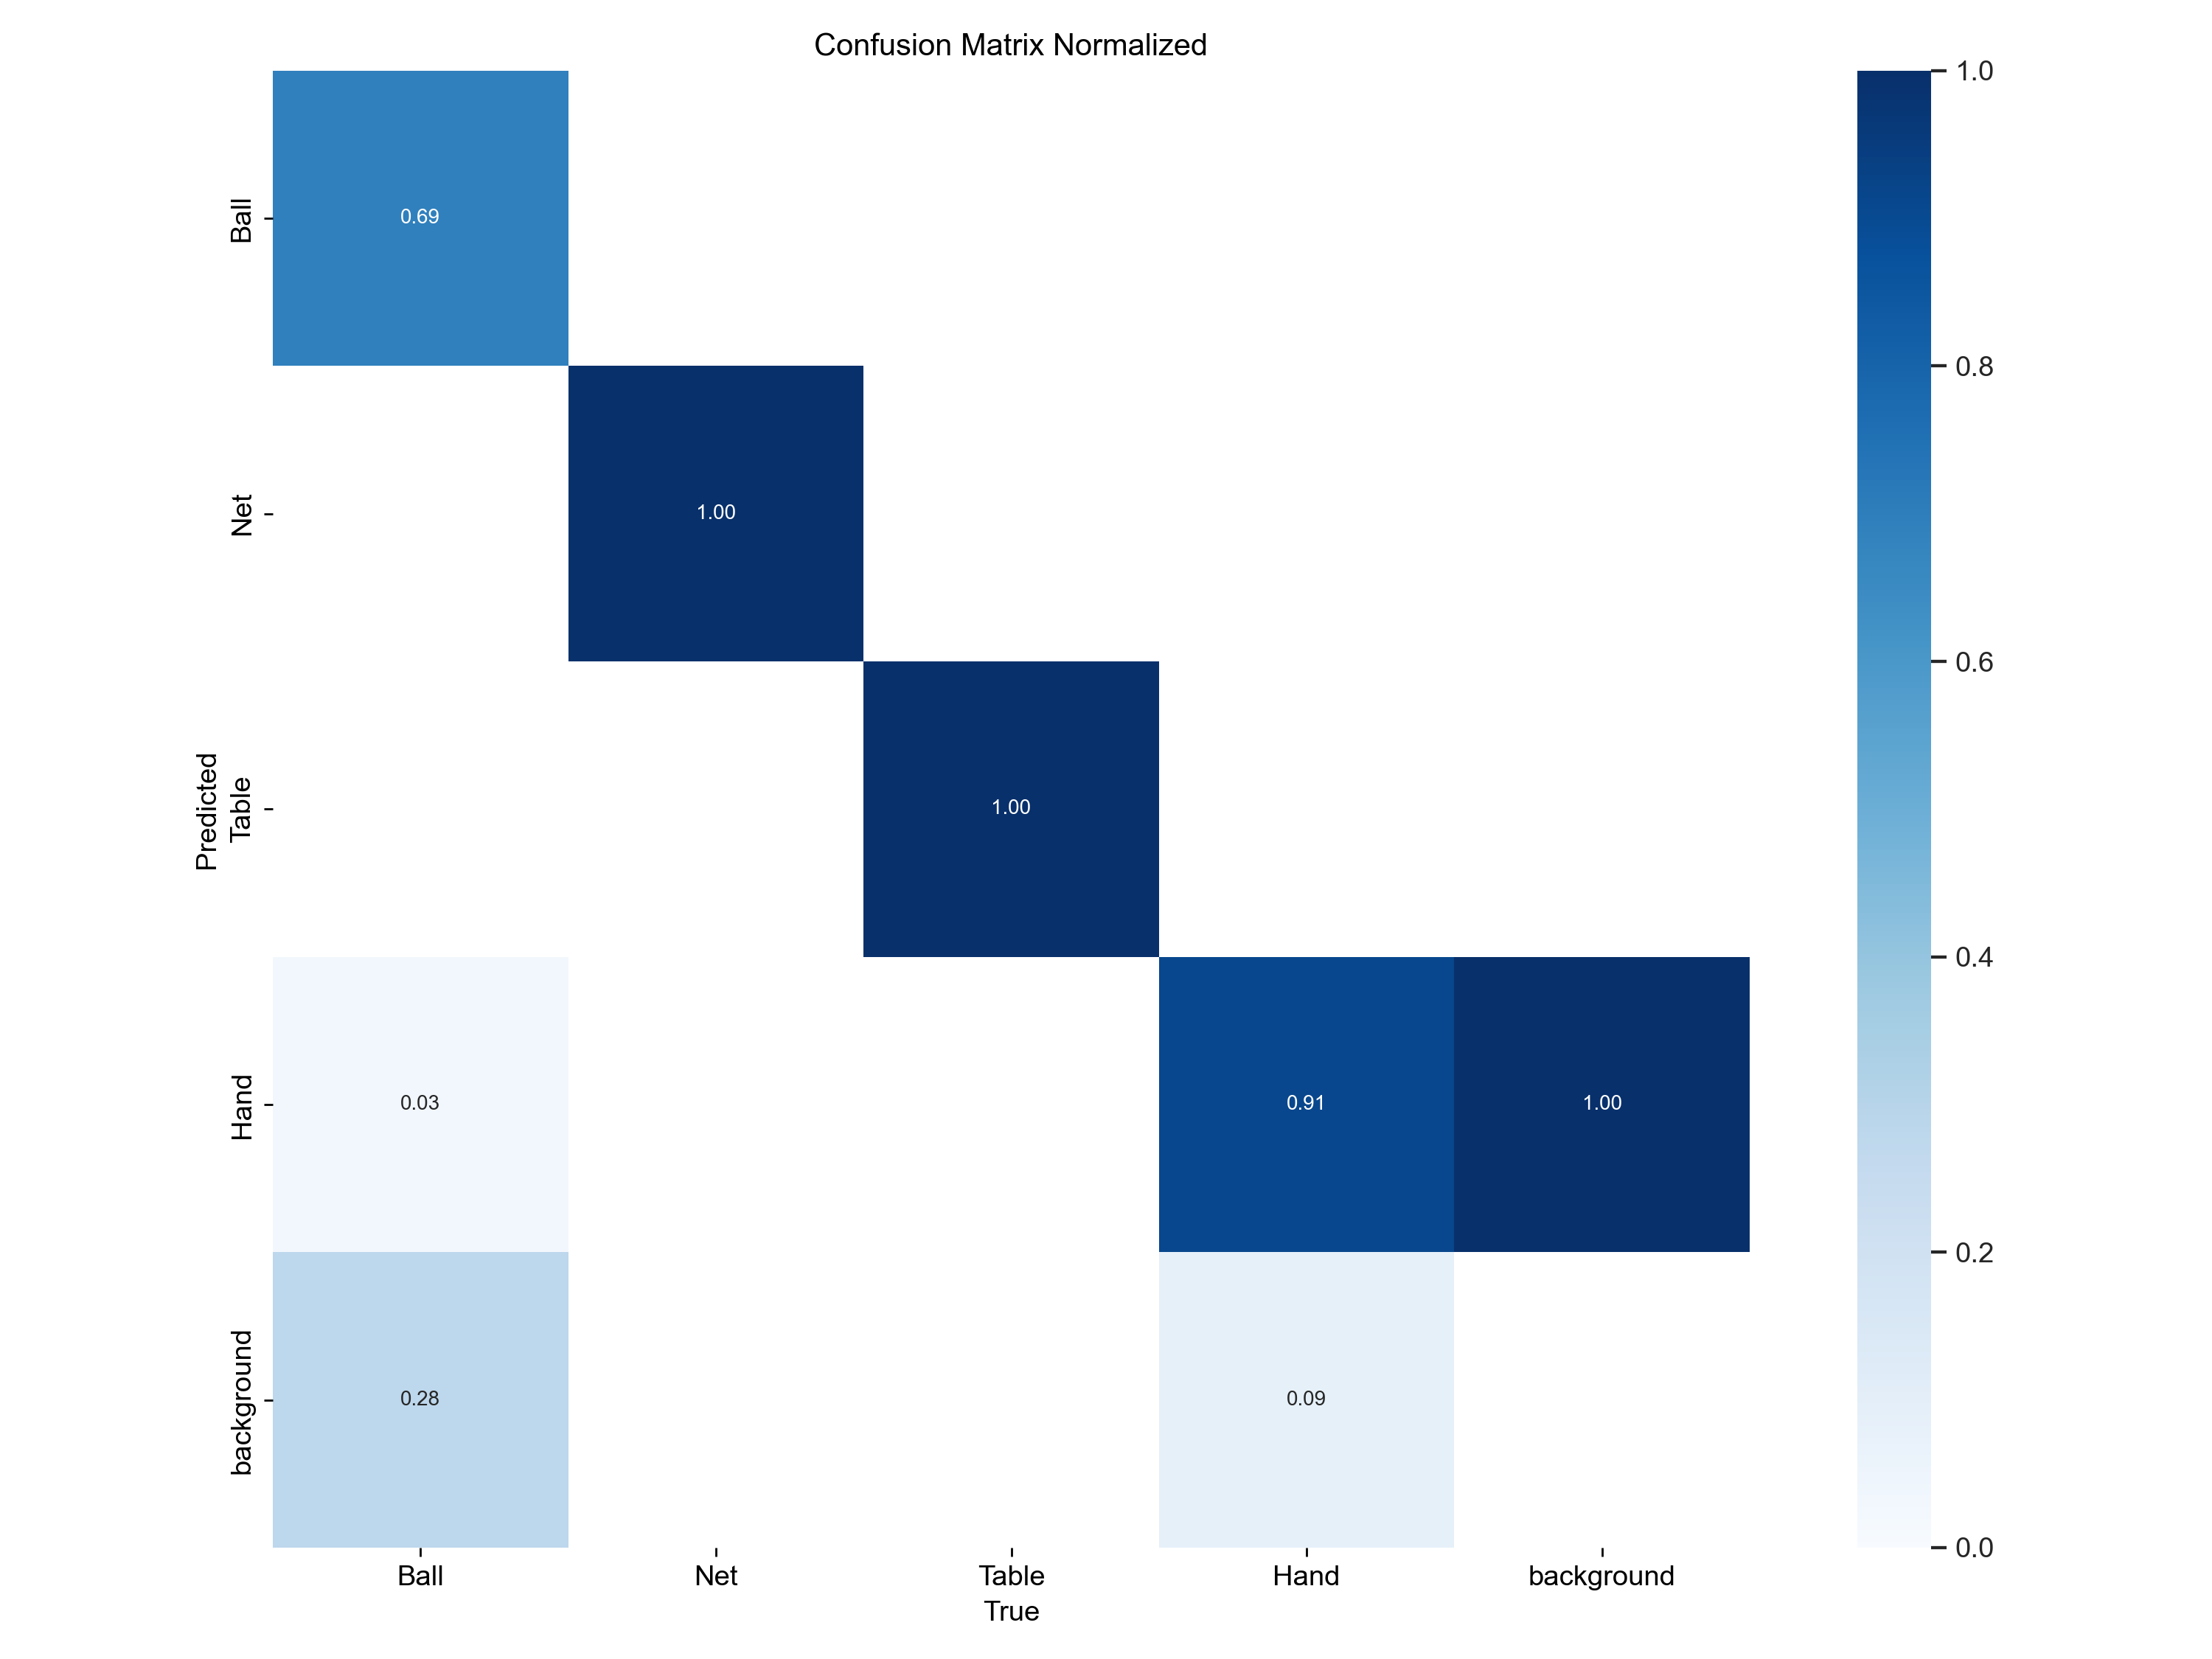 Confusion Matrix Normalized
1.0
Ball
0.69
0.8
Net
1.00
0.6
Predicted
Table
1.00
0.4
Hand
0.03
0.91
1.00
0.2
background
0.28
0.09
0.0
Ball
Net
Table
Hand
background
True